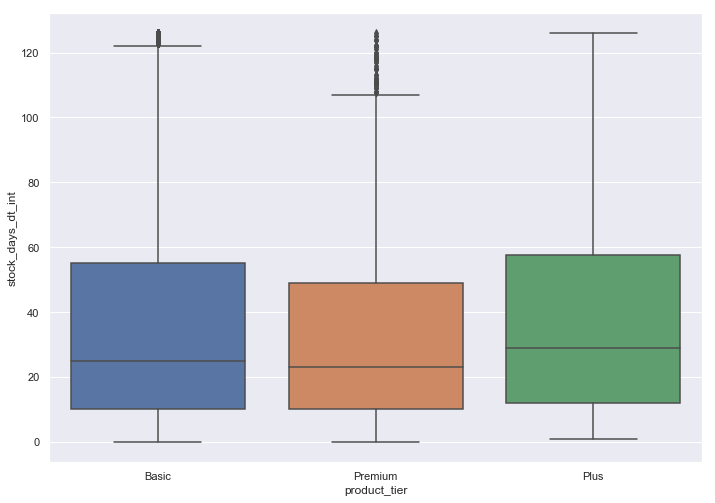 stock_days_dt_int
120
100
80
60
40
20
0
Basic
Premium
Plus
product_tier